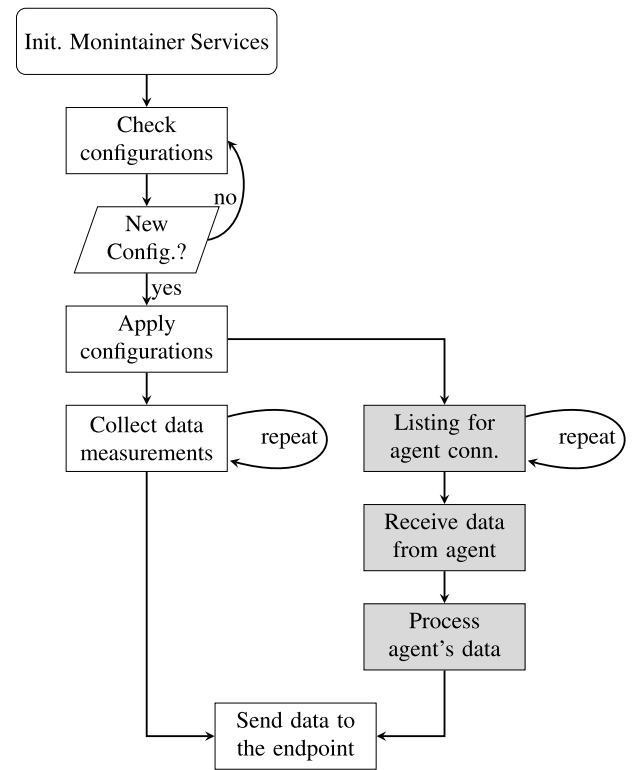 Init. Monintainer Services
Check
configurations
no
New
Config.?
yes
Apply
configurations
Collect data
measurements
repeat
Listing for
agent conn.
repeat
Receive data
from agent
Process
agent's data
Send data to
the endpoint